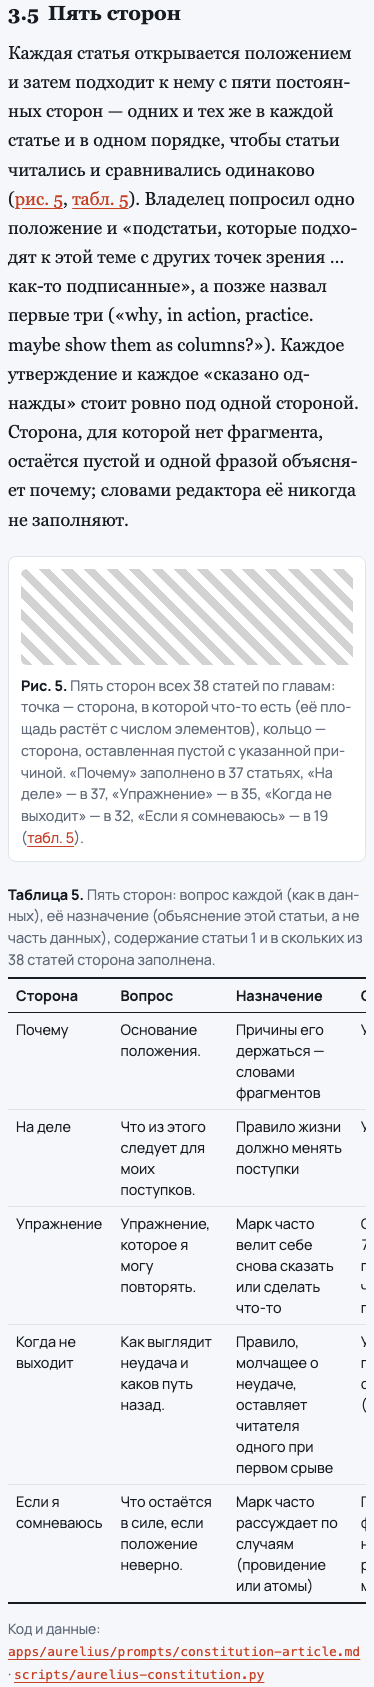 3.5 Пять сторон
Каждая статья открывается положением
и затем подходит к нему с пяти постоян-
ных сторон — одних и тех же в каждой
статье и в одном порядке, чтобы статьи
читались и сравнивались одинаково
(рис. 5, табл. 5). Владелец попросил одно
положение и «подстатьи, которые подхо-
дят к этой теме с других точек зрения ...
как-то подписанные», а позже назвал
первые три («why, in action, practice.
maybe show them as columns?»). Каждое
утверждение и каждое «сказано од-
нажды» стоит ровно под одной стороной.
Сторона, для которой нет фрагмента,
остаётся пустой и одной фразой объясня-
ет почему; словами редактора её никогда
не заполняют.
Рис. 5. Пять сторон всех 38 статей по главам:
точка — сторона, в которой что-то есть (её пло-
щадь растёт с числом элементов), кольцо —
сторона, оставленная пустой с указанной при-
чиной. «Почему» заполнено в 37 статьях, «На
деле» — в 37, «Упражнение» — в 35, «Когда не
выходит» — в 32, «Если я сомневаюсь» — в 19
(табл. 5).
Таблица 5. Пять сторон: вопрос каждой (как в дан-
ных), её назначение (объяснение этой статьи, а не
часть данных), содержание статьи 1 и в скольких из
38 статей сторона заполнена.
Сторона Вопрос Назначение
Почему Основание Причины его
положения. держаться —
словами
фрагментов
На деле Что из этого Правило жизни
следует для должно менять
моих поступки
поступков.
Упражнение Упражнение, Марк часто
которое я велит себе
могу снова сказать
повторять. или сделать
что-то
Когда не Как выглядит Правило,
выходит неудача и молчащее о
каков путь неудаче,
назад. оставляет
читателя
одного при
первом срыве
Если я Что остаётся Марк часто
сомневаюсь в силе, если рассуждает по
положение случаям
неверно. (провидение
или атомы)
Код и данные:
apps/aurelius/prompts/constitution-article.md
· scripts/aurelius-constitution.py